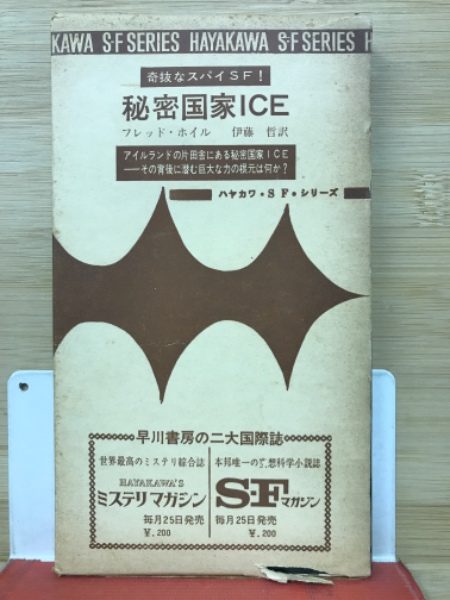 KAWA S·F SERIES HAYAKAWA S·F SERIES H
奇抜なスパイSF!
秘密国家ICE
フレッド・ホイル 伊藤 哲訳
アイルランドの片田舎にある秘密国家ICE
──その背後に潜む巨大な力の根元は何か?
ハヤカワ・SF・シリーズ
早川書房の二大国際誌
世界最高のミステリ綜合誌
HAYAKAWA'S
ミステリマガジン
毎月25日発売
¥. 200
本邦唯一の 想科学小説誌
S-Fマガジン
毎月25日発売
¥. 200